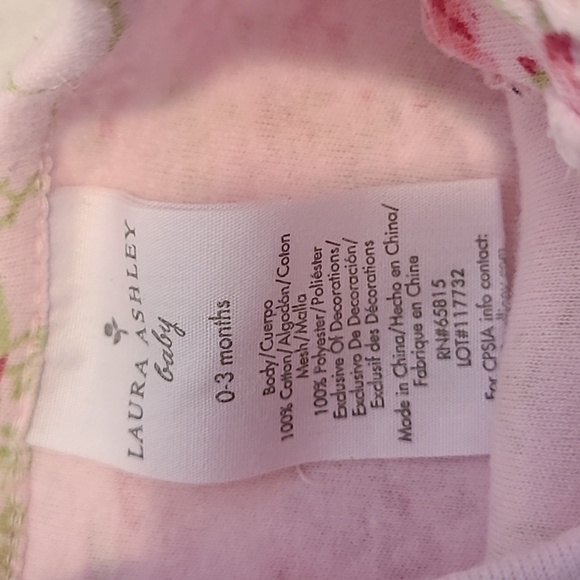 LAURA ASHLEY
baby
0-3 months
Body/Cuerpo
100% Cotton/Algodón/Coton
Mesh/Malla
100% Polyester/Poliéster
Exclusive Of Decorations/
Exclusivo De Decoración/
Exclusif des Décorations
Made in China/Hecho en China/
Fabrique en Chine
RN#65815
LOT#117732
For CPSIA info contact: